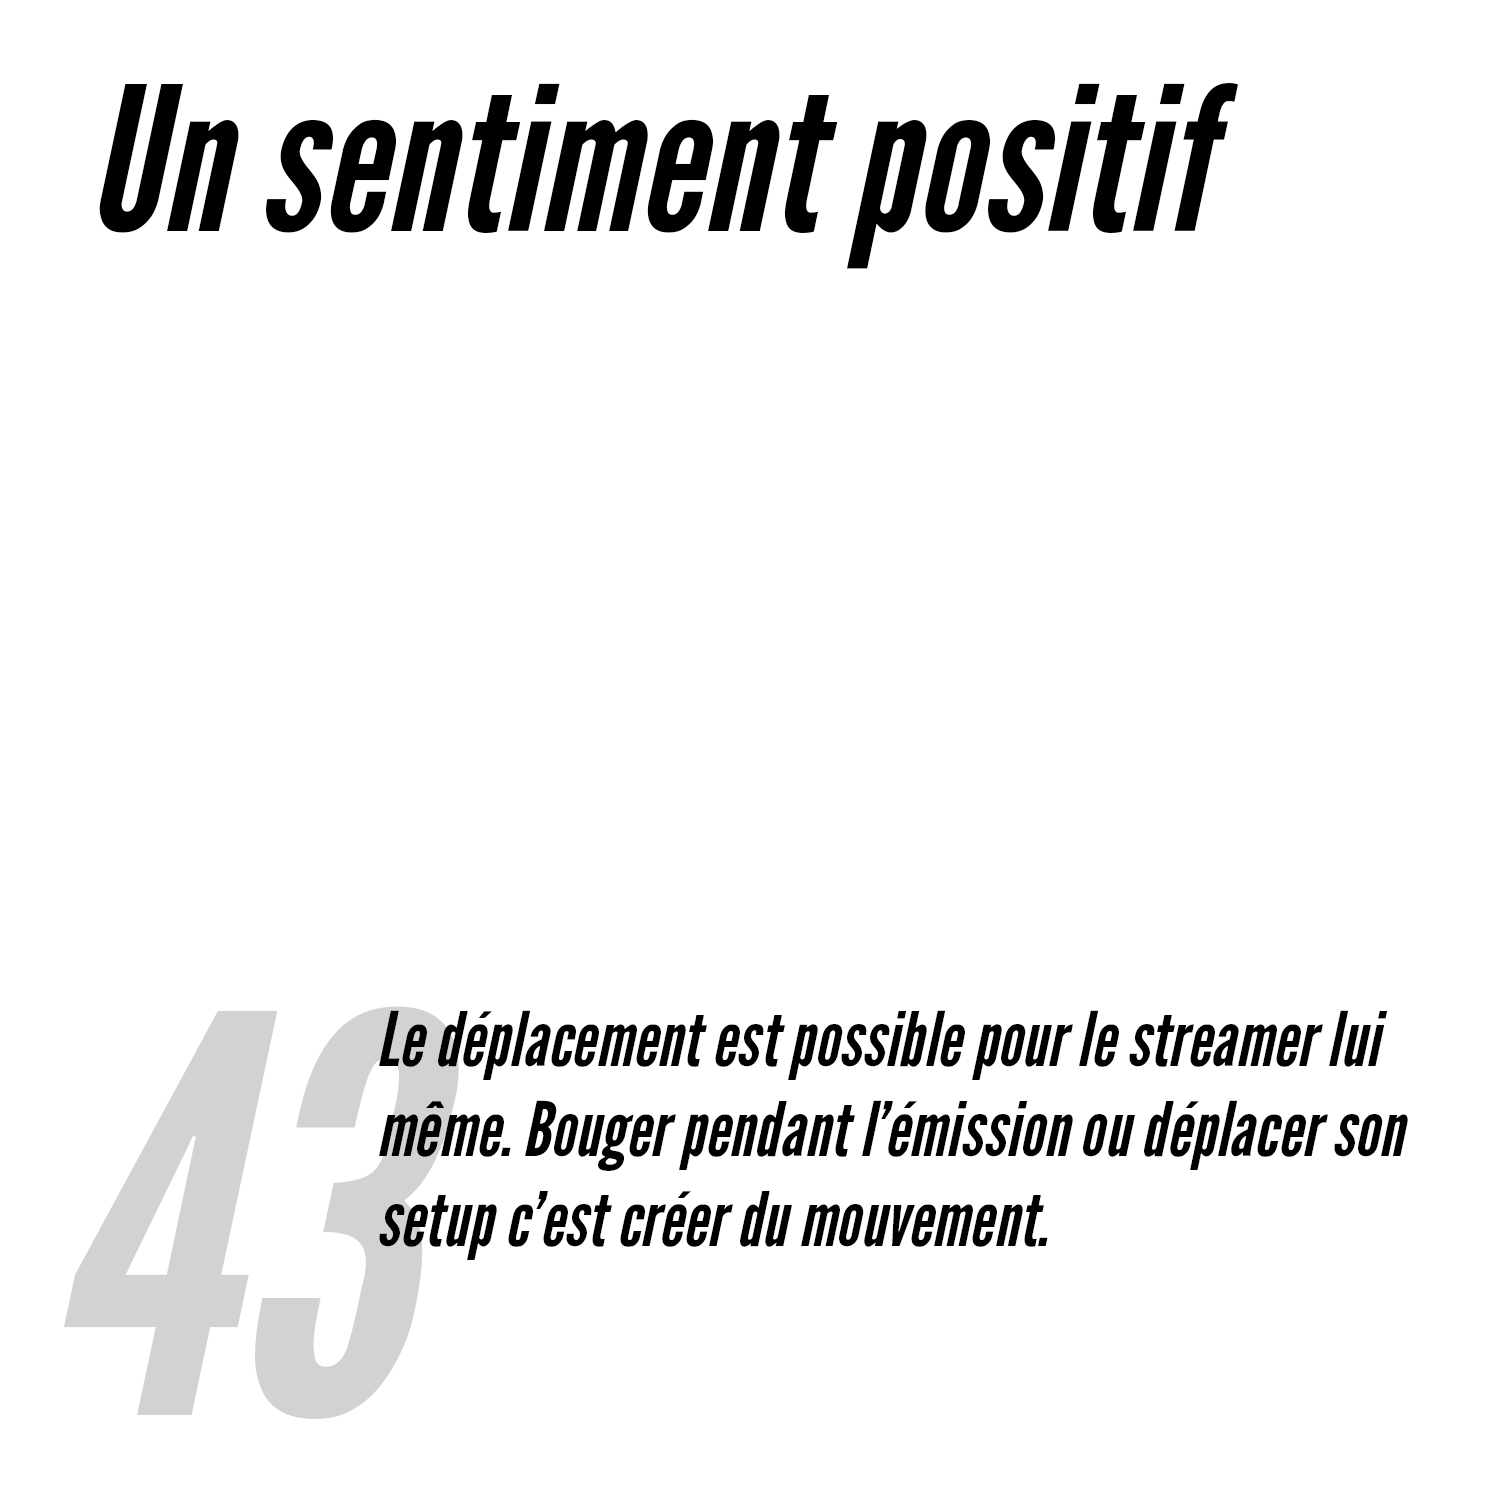 Un sentiment positif
43
Le déplacement est possible pour le streamer lui
même. Bouger pendant l’émission ou déplacer son
setup c’est créer du mouvement.